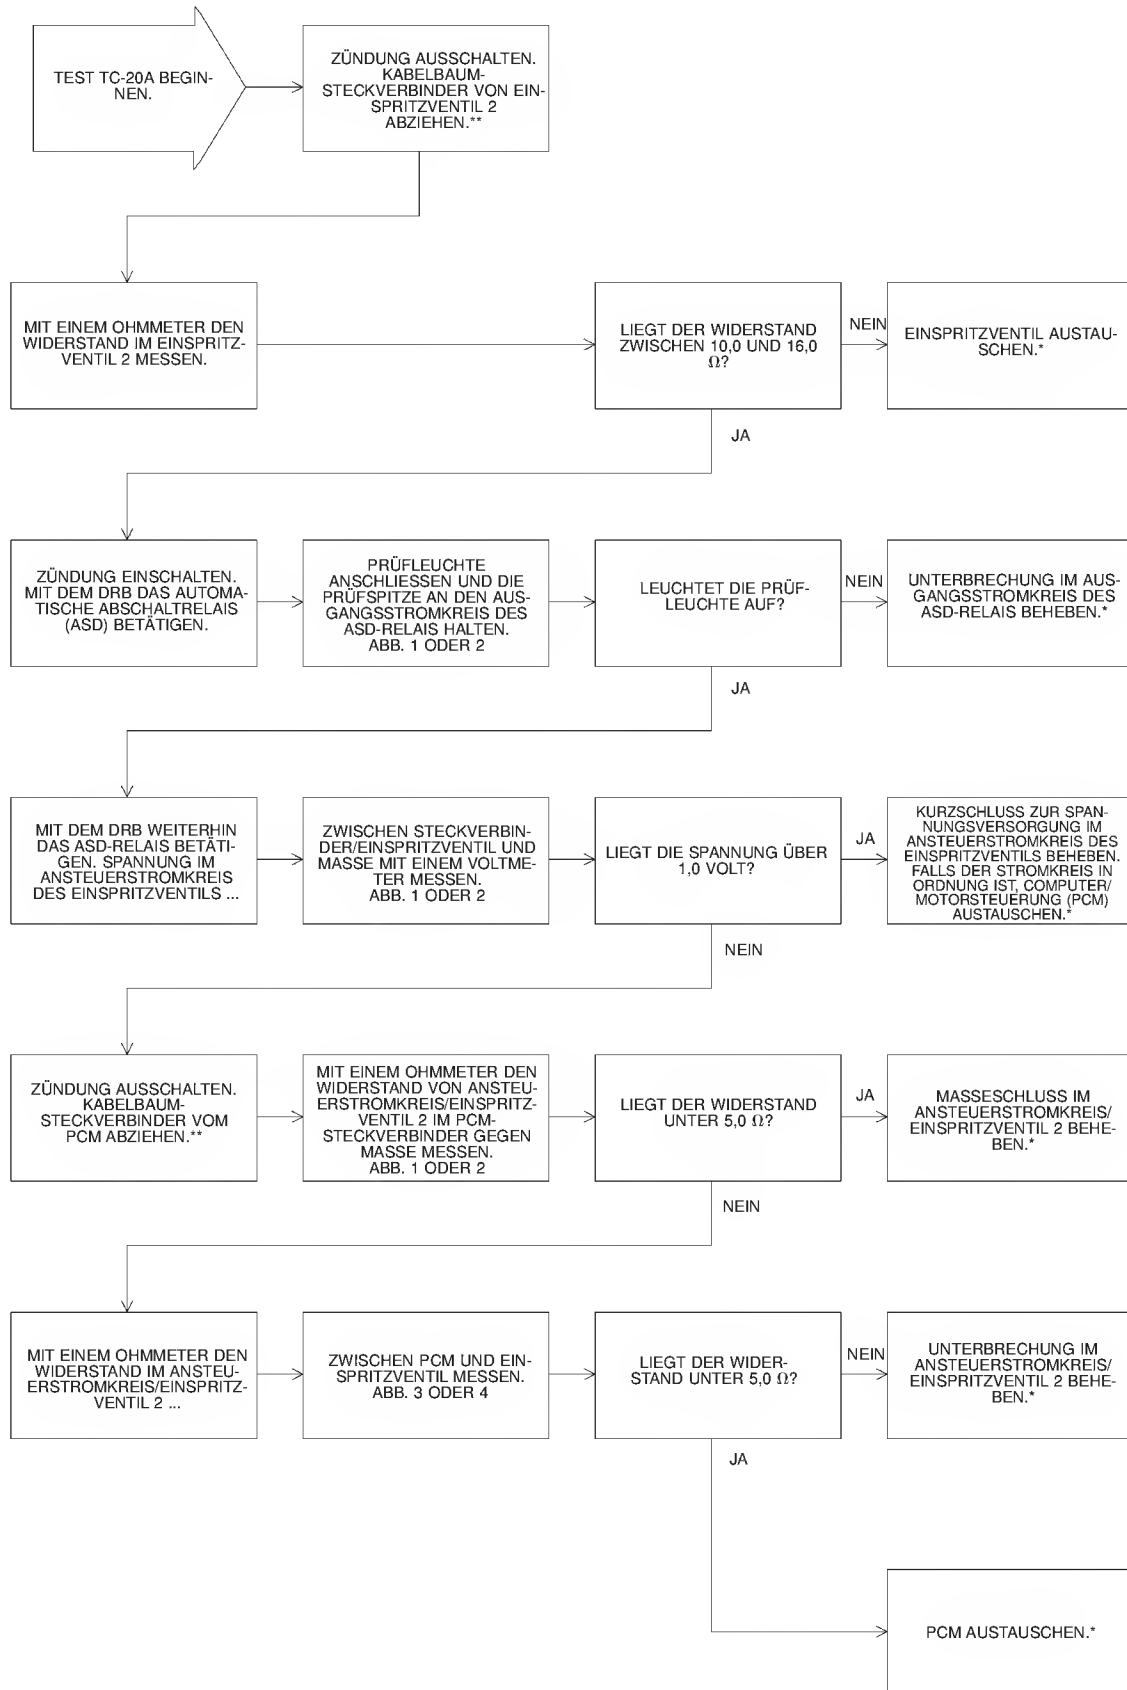 TEST TC-20A BEGIN-
NEN.
ZÜNDUNG AUSSCHALTEN.
KABELBAUM-
STECKVERBINDER VON EIN-
SPRITZVENTIL 2
ABZIEHEN.**
MIT EINEM OHMMETER DEN
WIDERSTAND IM EINSPRITZ-
VENTIL 2 MESSEN.
LIEGT DER WIDERSTAND
ZWISCHEN 10,0 UND 16,0
Ω?
NEIN
EINSPRITZVENTIL AUSTAU-
SCHEN.*
JA
ZÜNDUNG EINSCHALTEN.
MIT DEM DRB DAS AUTOMA-
TISCHE ABSCHALTRELAIS
(ASD) BETÄTIGEN.
PRÜFLEUCHTE
ANSCHLIESSEN UND DIE
PRÜFSPITZE AN DEN AUS-
GANGSSTROMKREIS DES
ASD-RELAIS HALTEN.
ABB. 1 ODER 2
LEUCHTET DIE PRÜF-
LEUCHTE AUF?
NEIN
UNTERBRECHUNG IM AUS-
GANGSSTROMKREIS DES
ASD-RELAIS BEHEBEN.*
JA
MIT DEM DRB WEITERHIN
DAS ASD-RELAIS BETÄTI-
GEN. SPANNUNG IM
ANSTEUERSTROMKREIS
DES EINSPRITZVENTILS ...
ZWISCHEN STECKVERBIN-
DER/EINSPRITZVENTIL UND
MASSE MIT EINEM VOLTME-
TER MESSEN.
ABB. 1 ODER 2
LIEGT DIE SPANNUNG ÜBER
1,0 VOLT?
JA
KURZSCHLUSS ZUR SPAN-
NUNGSVERSORGUNG IM
ANSTEUERSTROMKREIS DES
EINSPRITZVENTILS BEHEBEN.
FALLS DER STROMKREIS IN
ORDNUNG IST, COMPUTER/
MOTORSTEUERUNG (PCM)
AUSTAUSCHEN.*
NEIN
ZÜNDUNG AUSSCHALTEN.
KABELBAUM-
STECKVERBINDER VOM
PCM ABZIEHEN.**
MIT EINEM OHMMETER DEN
WIDERSTAND VON ANSTEU-
ERSTROMKREIS/EINSPRITZ-
VENTIL 2 IM PCM-
STECKVERBINDER GEGEN
MASSE MESSEN.
ABB. 1 ODER 2
LIEGT DER WIDERSTAND
UNTER 5,0 Ω?
JA
MASSESCHLUSS IM
ANSTEUERSTROMKREIS/
EINSPRITZVENTIL 2 BEHE-
BEN.*
NEIN
MIT EINEM OHMMETER DEN
WIDERSTAND IM ANSTEU-
ERSTROMKREIS/EINSPRITZ-
VENTIL 2 ...
ZWISCHEN PCM UND EIN-
SPRITZVENTIL MESSEN.
ABB. 3 ODER 4
LIEGT DER WIDER-
STAND UNTER 5,0 Ω?
NEIN
UNTERBRECHUNG IM
ANSTEUERSTROMKREIS/
EINSPRITZVENTIL 2 BEHE-
BEN.*
JA
PCM AUSTAUSCHEN.*